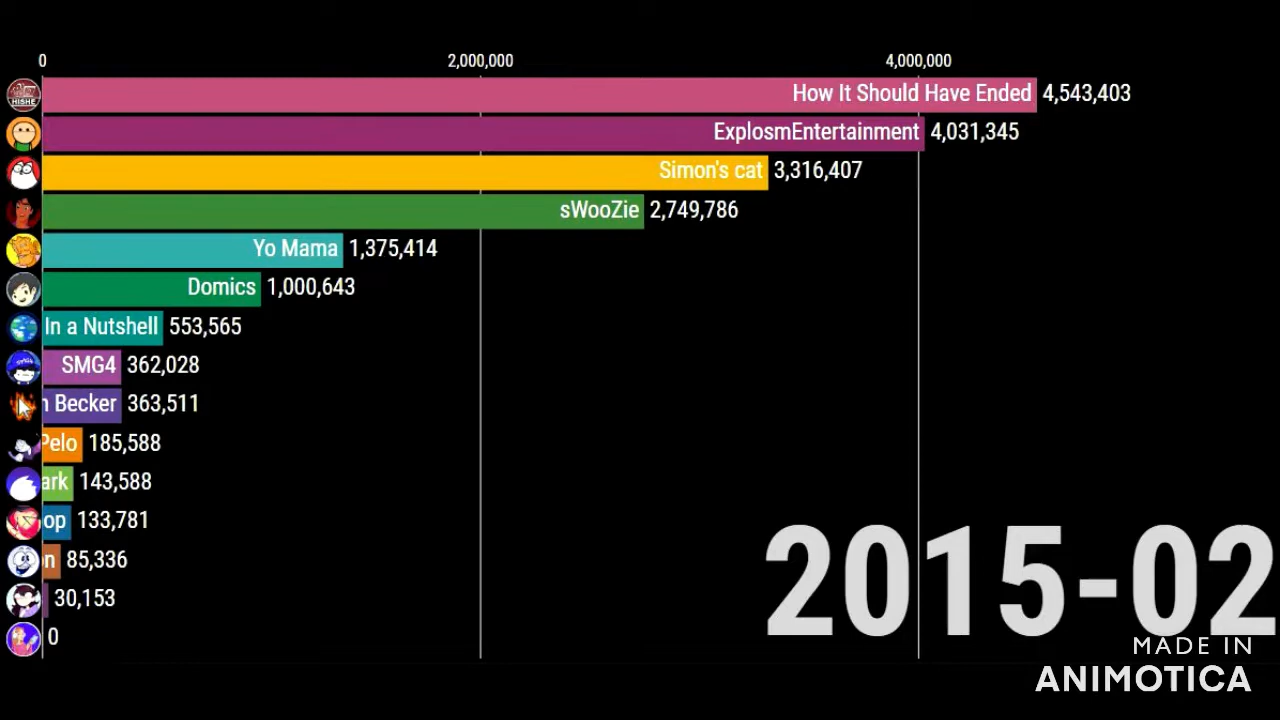 0 2,000,000 4,000,000
How It Should Have Ended 4,543,403
HISHE
ExplosmEntertainment 4,031,345
Simon's cat 3,316,407
sWooZie 2,749,786
Yo Mama 1,375,414
Domics 1,000,643
In a Nutshell 553,565
SMG4 362,028
n Becker 363,511
Pelo 185,588
ark 143,588
op 133,781
on 85,336
30,153
0
2015-02
MADE IN
ANIMOTICA